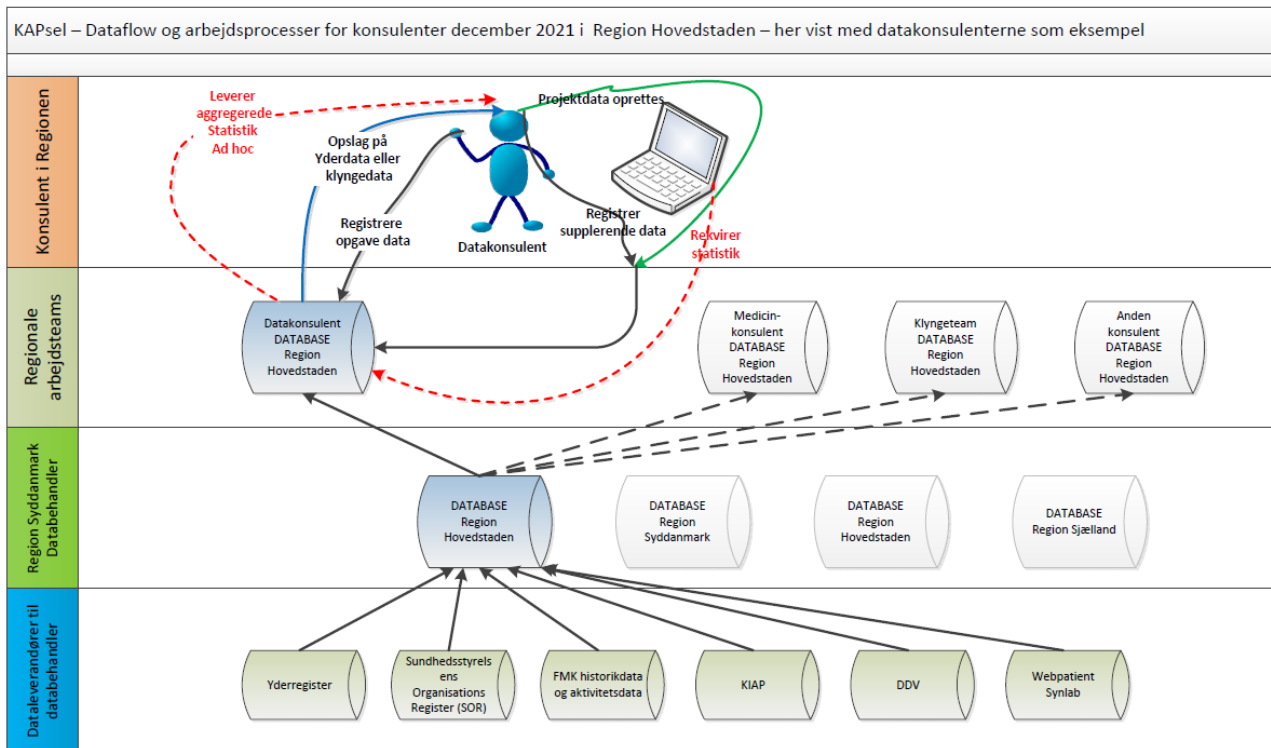 KAPsel – Dataflow og arbejdsprocesser for konsulenter december 2021 i Region Hovedstaden – her vist med datakonsulenterne som eksempel
Konsulent i Regionen
Leverer
aggregerede
Statistik
Ad hoc
Opslag på
Yderdata eller
klyngedata
Registrere
opgave data
Datakonsulent
Projektdata oprettes
Registrer
supplerende data
Rekvirer
statistik
Regionale
arbejdsteams
Datakonsulent
DATABASE
Region
Hovedstaden
Medicin-
konsulent
DATABASE
Region
Hovedstaden
Klyngeteam
DATABASE
Region
Hovedstaden
Anden
konsulent
DATABASE
Region
Hovedstaden
Region Syddanmark
Databehandler
DATABASE
Region
Hovedstaden
DATABASE
Region
Syddanmark
DATABASE
Region
Hovedstaden
DATABASE
Region Sjælland
Dataleverandører til
databehandler
Yderregister
Sundhedsstyrels
ens
Organisations
Register (SOR)
FMK historikdata
og aktivitetsdata
KIAP
DDV
Webpatient
Synlab